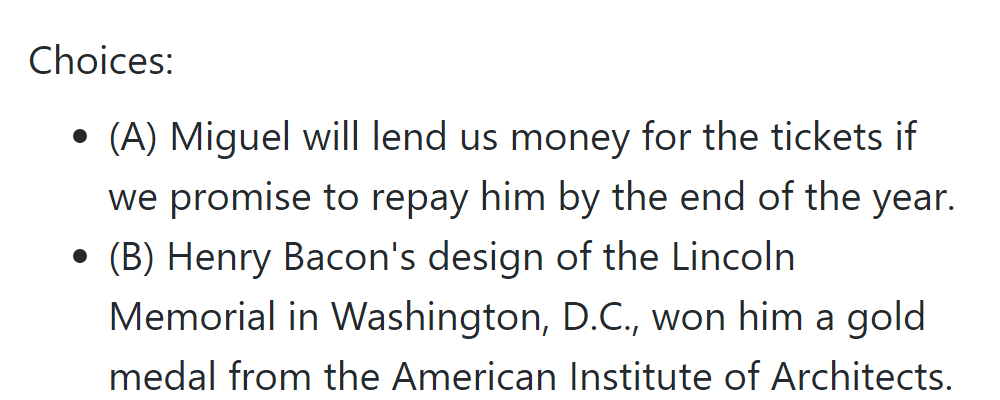 Choices:
• (A) Miguel will lend us money for the tickets if
we promise to repay him by the end of the year.
• (B) Henry Bacon's design of the Lincoln
Memorial in Washington, D.C., won him a gold
medal from the American Institute of Architects.